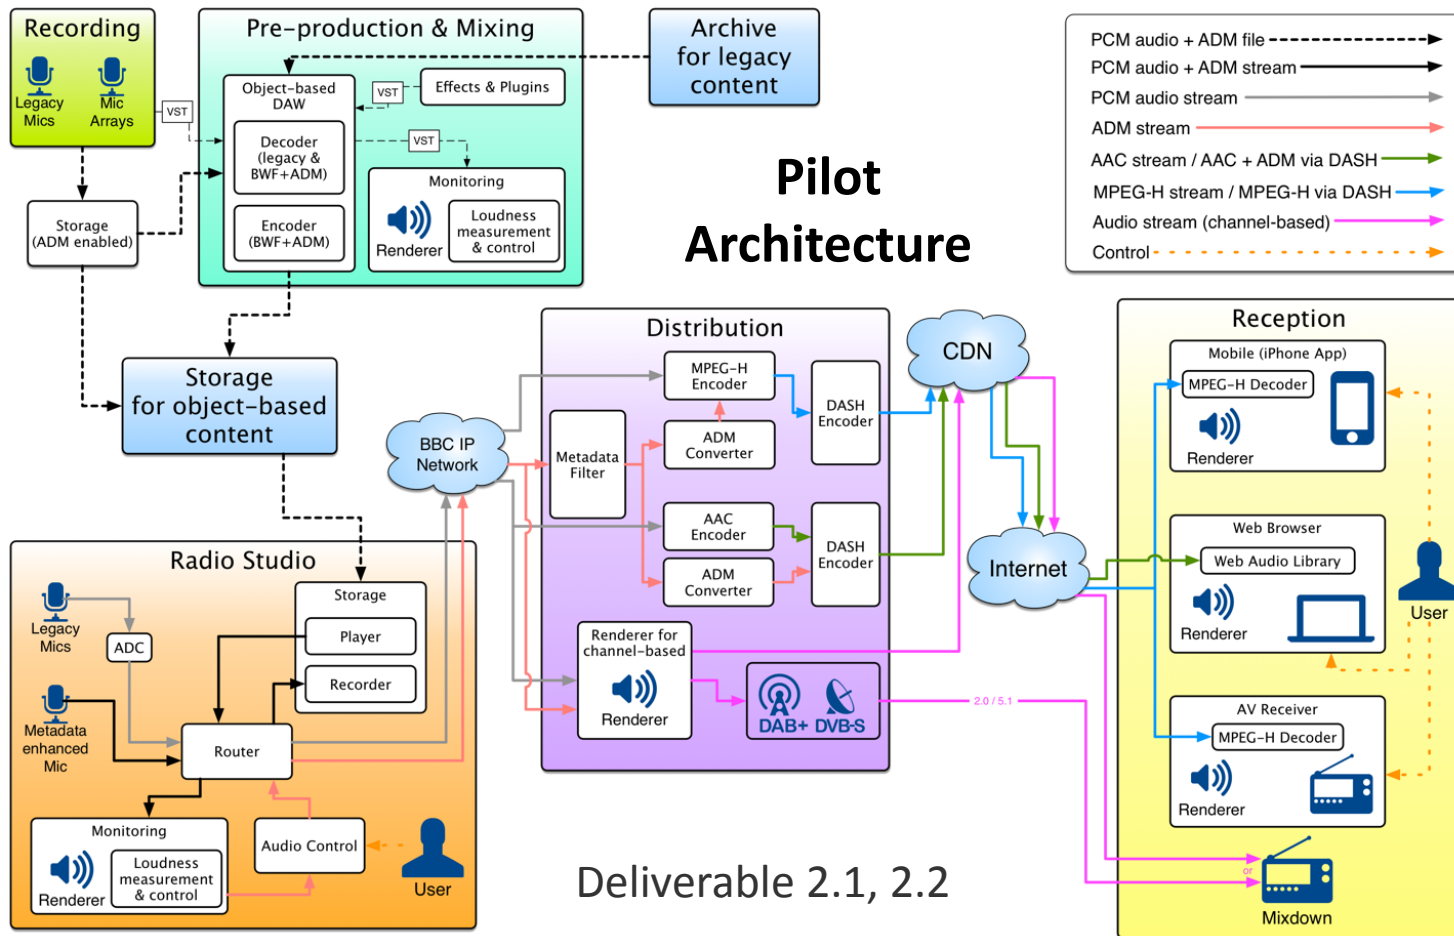 Recording
Legacy
Mics
Mic
Arrays
VST
Storage
(ADM enabled)
Pre-production & Mixing
Object-based
DAW
Decoder
(legacy &
BWF+ADM)
Encoder
(BWF+ADM)
VST
Effects & Plugins
VST
Monitoring
Renderer
Loudness
measurement
& control
Archive
for legacy
content
Pilot
Architecture
PCM audio + ADM file
PCM audio + ADM stream
PCM audio stream
ADM stream
AAC stream / AAC + ADM via DASH
MPEG-H stream / MPEG-H via DASH
Audio stream (channel-based)
Control
Storage
for object-based
content
BBC IP
Network
Radio Studio
Legacy
Mics
ADC
Metadata
enhanced
Mic
Storage
Player
Recorder
Router
Monitoring
Renderer
Loudness
measurement
& control
Audio Control
User
Distribution
Metadata
Filter
MPEG-H
Encoder
ADM
Converter
DASH
Encoder
AAC
Encoder
ADM
Converter
DASH
Encoder
Renderer for
channel-based
Renderer
DAB+
DVB-S
CDN
Internet
2.0 / 5.1
Reception
Mobile (iPhone App)
MPEG-H Decoder
Renderer
Web Browser
Web Audio Library
Renderer
User
AV Receiver
MPEG-H Decoder
Renderer
or
Mixdown
Deliverable 2.1, 2.2